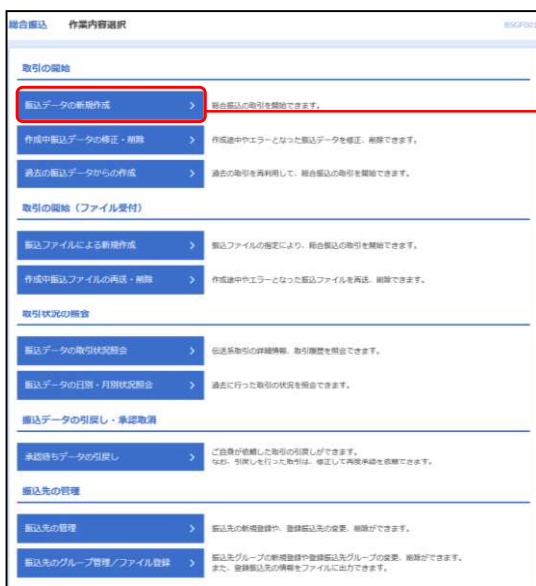 総合振込 作業内容選択 BSGF001
取引の開始
振込データの新規作成
総合振込の取引を開始できます。
作成中振込データの修正・削除
作成途中やエラーとなった振込データを修正、削除できます。
過去の振込データからの作成
過去の取引を再利用して、総合振込の取引を開始できます。
取引の開始（ファイル受付）
振込ファイルによる新規作成
振込ファイルの指定により、総合振込の取引を開始できます。
作成中振込ファイルの再送・削除
作成途中やエラーとなった振込ファイルを再送、削除できます。
取引状況の照会
振込データの取引状況照会
伝送系取引の詳細情報、取引履歴を照会できます。
振込データの日別・月別状況照会
過去に行った取引の状況を照会できます。
振込データの引戻し・承認取消
承認待ちデータの引戻し
ご自身が依頼した取引の引戻しができます。
なお、引戻しを行った取引は、修正して再度承認を依頼できます。
振込先の管理
振込先の管理
振込先の新規登録や、登録振込先の変更、削除ができます。
振込先のグループ管理/ファイル登録
振込先グループの新規登録や登録振込先グループの変更、削除ができます。
また、登録振込先の情報をファイルに出力できます。